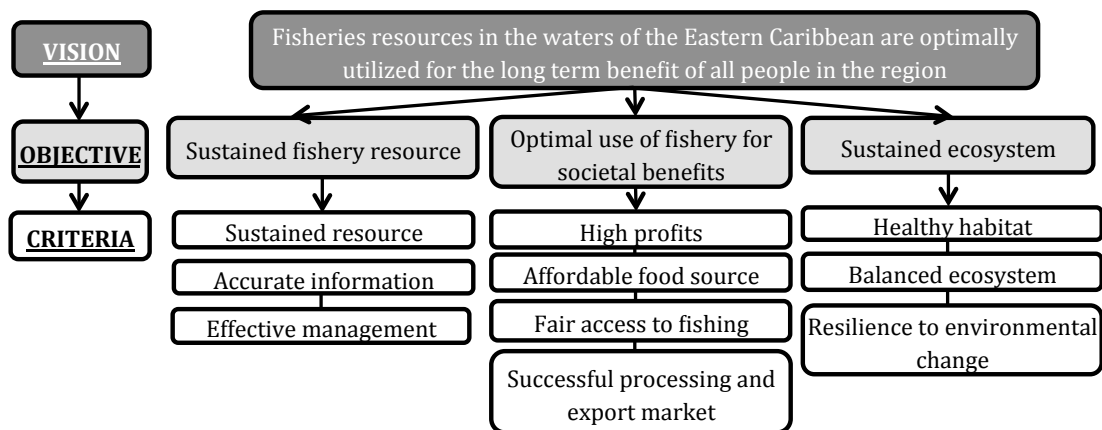 VISION
Fisheries resources in the waters of the Eastern Caribbean are optimally
utilized for the long term benefit of all people in the region
OBJECTIVE
Sustained fishery resource
Optimal use of fishery for
societal benefits
Sustained ecosystem
CRITERIA
Sustained resource
Accurate information
Effective management
High profits
Affordable food source
Fair access to fishing
Successful processing and
export market
Healthy habitat
Balanced ecosystem
Resilience to environmental
change